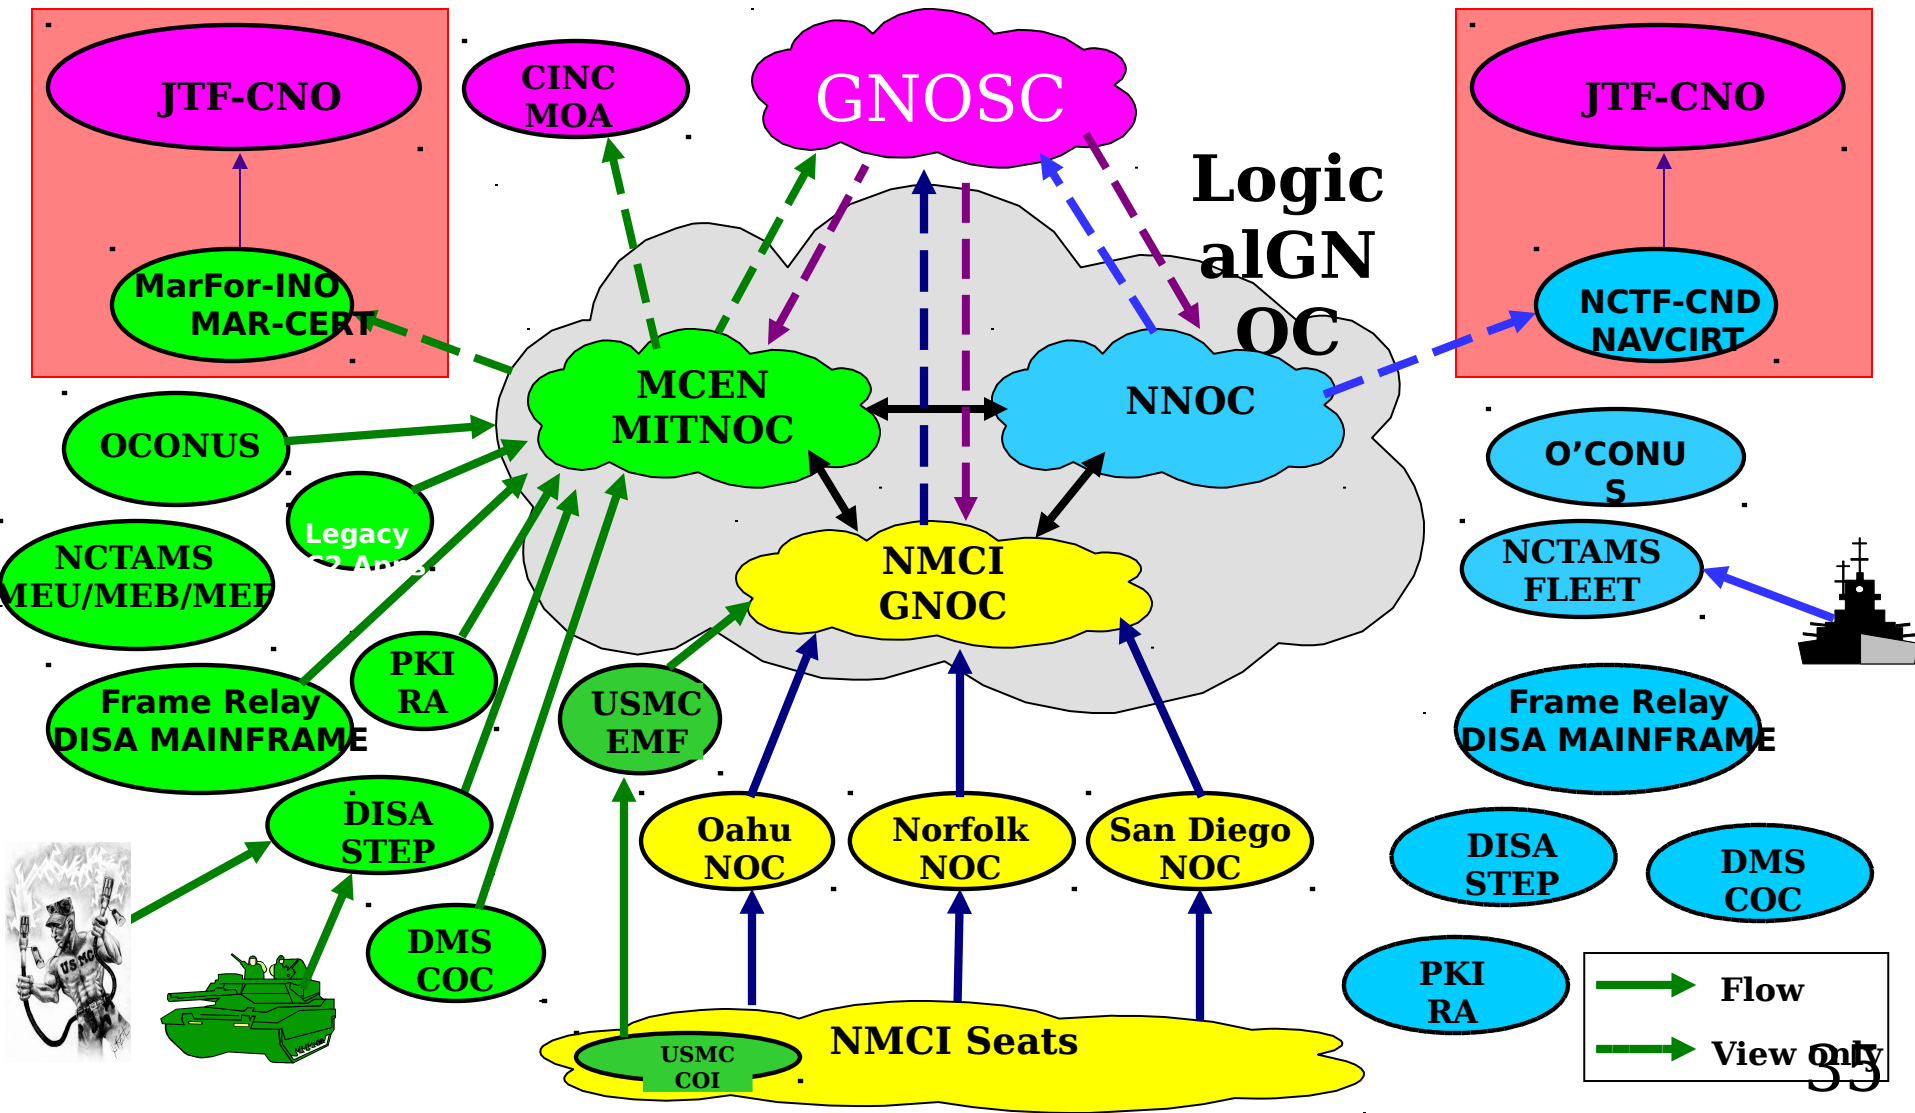 JTF-CNO
CINC
MOA
GNOSC
JTF-CNO
Logic
alGN
OC
MarFor-INO
MAR-CERT
NCTF-CND
NAVCIRT
MCEN
MITNOC
NNOC
OCONUS
O’CONU
S
Legacy
C2 Apps
NCTAMS
MEU/MEB/MEF
NMCI
GNOC
NCTAMS
FLEET
PKI
RA
Frame Relay
DISA MAINFRAME
USMC
EMF
Frame Relay
DISA MAINFRAME
DISA
STEP
Oahu
NOC
Norfolk
NOC
San Diego
NOC
DISA
STEP
DMS
COC
USMC
DMS
COC
PKI
RA
Flow
View only
NMCI Seats
USMC
COI
35